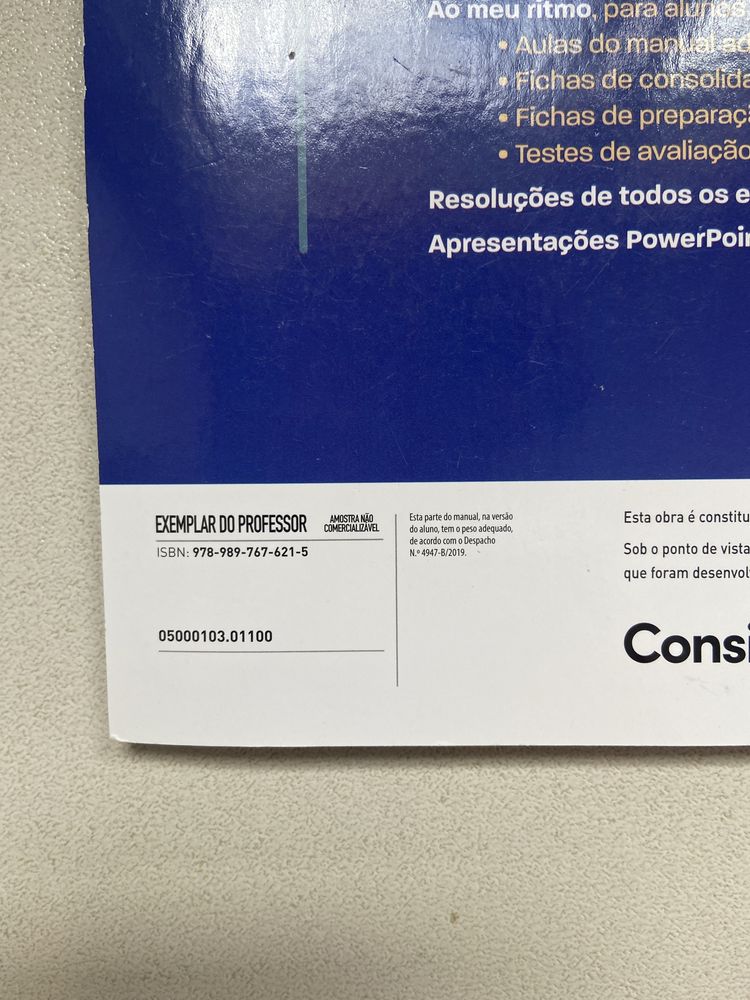 Ao meu ritmo, para alunos
• Aulas do manual
• Fichas de
• Fichas de
• Testes de avaliação
Resoluções de todos os
Apresentações
EXEMPLAR DO PROFESSOR
AMOSTRA NÃO
COMERCIALIZÁVEL
ISBN: 978-989-767-621-5
05000103.01100
Esta parte do manual, na versão
do aluno, tem o peso adequado,
de acordo com o Despacho
N.º 4947-B/2019.
Esta obra é
Sob o ponto de vista
que foram